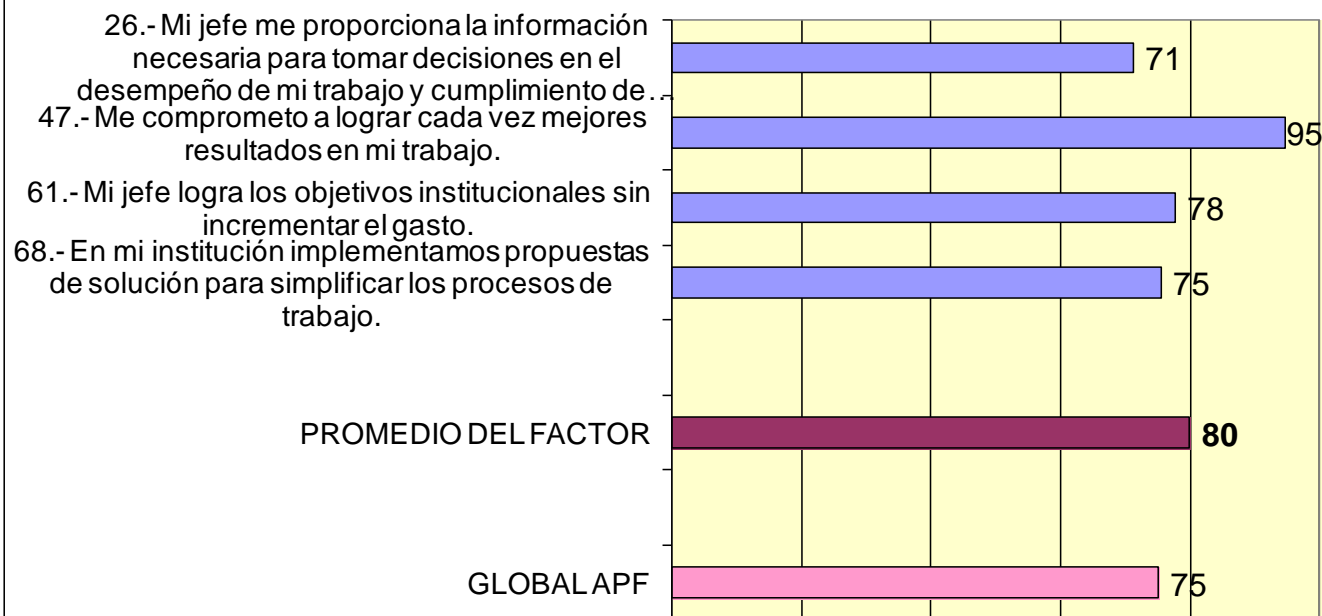 26.- Mi jefe me proporciona la información
necesaria para tomar decisiones en el
desempeño de mi trabajo y cumplimiento de…
71
47.- Me comprometo a lograr cada vez mejores
resultados en mi trabajo.
95
61.- Mi jefe logra los objetivos institucionales sin
incrementar el gasto.
78
68.- En mi institución implementamos propuestas
de solución para simplificar los procesos de
trabajo.
75
PROMEDIO DEL FACTOR
80
GLOBAL APF
75